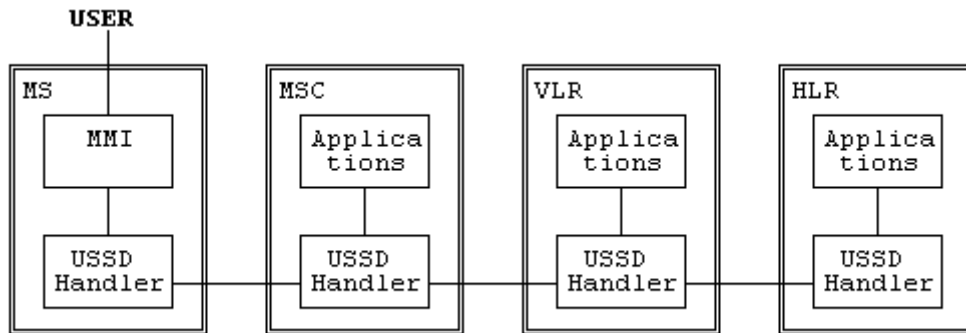 USER
MS
MSC
VLR
HLR
MMI
Applica
tions
Applica
tions
Applica
tions
USSD
Handler
USSD
Handler
USSD
Handler
USSD
Handler